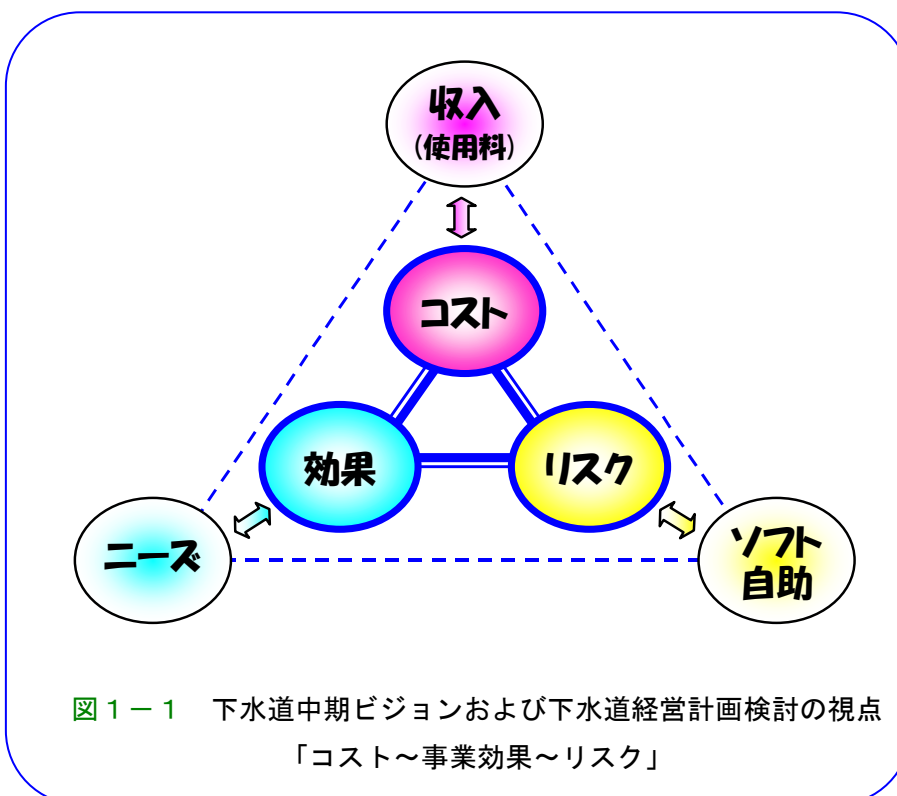 収入
(使用料)
コスト
効果
リスク
ニーズ
ソフト
自助
図1-1 下水道中期ビジョンおよび下水道経営計画検討の視点
「コスト~事業効果~リスク」